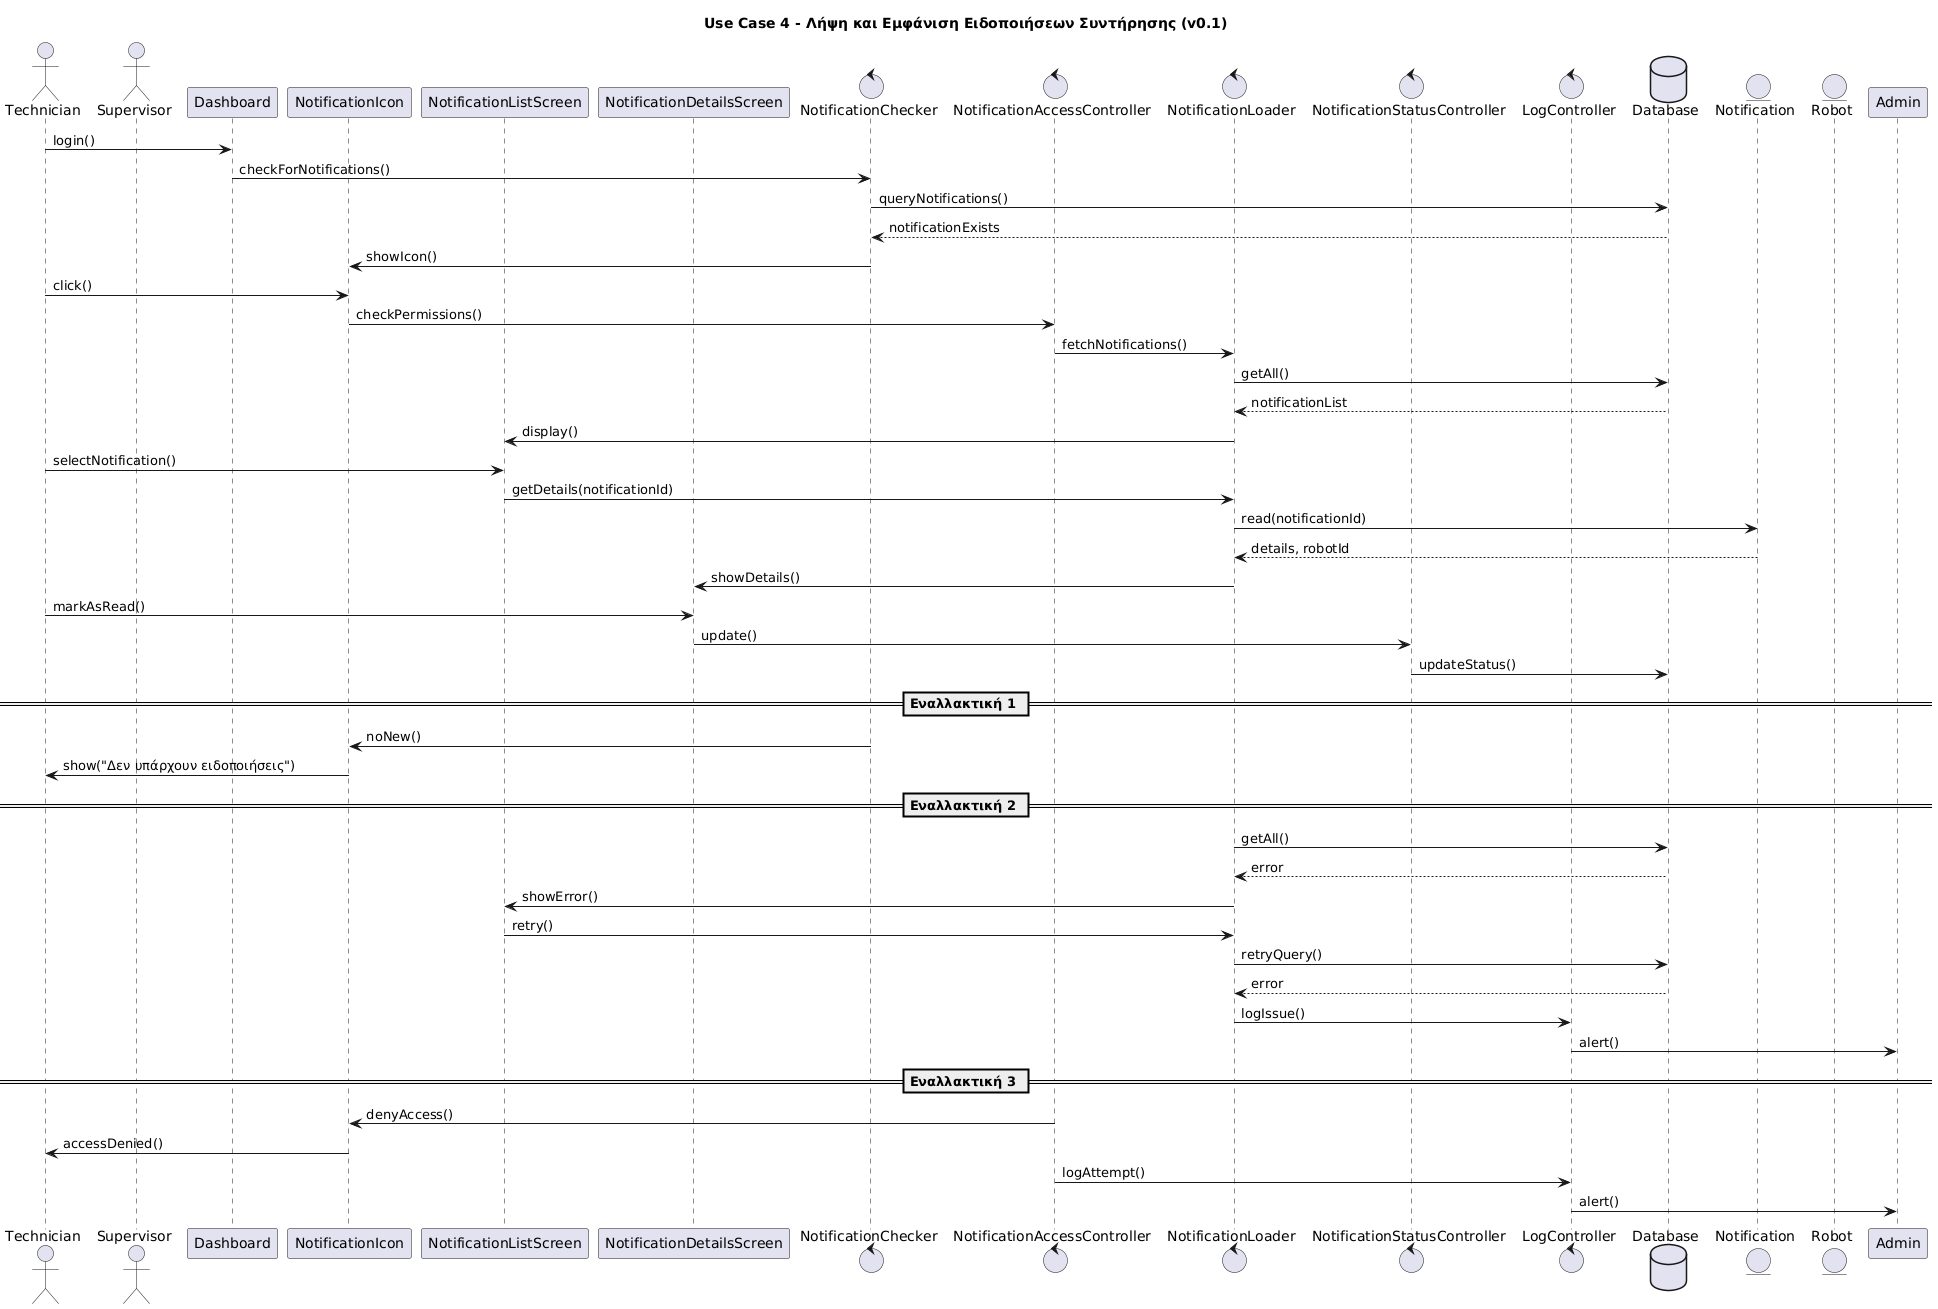 Use Case 4 - Λήψη και Εμφάνιση Ειδοποιήσεων Συντήρησης (v0.1)
Technician Supervisor Dashboard NotificationIcon NotificationListScreen NotificationDetailsScreen NotificationChecker NotificationAccessController NotificationLoader NotificationStatusController LogController Database Notification Robot Admin
login()
checkForNotifications()
queryNotifications()
notificationExists
showIcon()
click()
checkPermissions()
fetchNotifications()
getAll()
notificationList
display()
selectNotification()
getDetails(notificationId)
read(notificationId)
details, robotId
showDetails()
markAsRead()
update()
updateStatus()
Εναλλακτική 1
noNew()
show("Δεν υπάρχουν ειδοποιήσεις")
Εναλλακτική 2
getAll()
error
showError()
retry()
retryQuery()
error
logIssue()
alert()
Εναλλακτική 3
denyAccess()
accessDenied()
logAttempt()
alert()
Technician Supervisor Dashboard NotificationIcon NotificationListScreen NotificationDetailsScreen NotificationChecker NotificationAccessController NotificationLoader NotificationStatusController LogController Database Notification Robot Admin